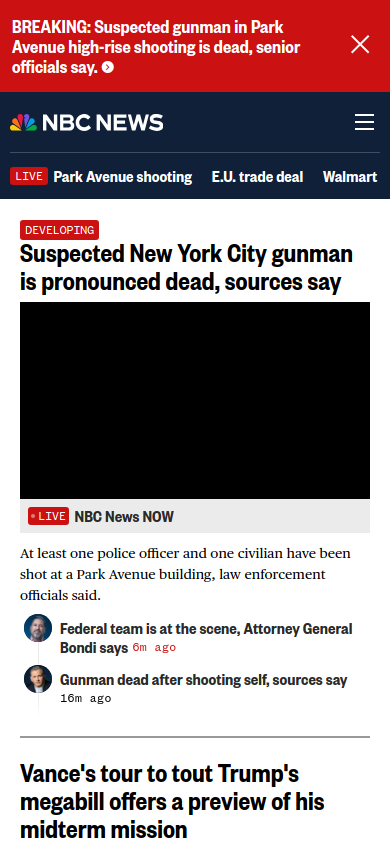 BREAKING: Suspected gunman in Park
Avenue high-rise shooting is dead, senior
officials say.
NBC NEWS
LIVE Park Avenue shooting E.U. trade deal Walmart
DEVELOPING
Suspected New York City gunman
is pronounced dead, sources say
LIVE NBC News NOW
At least one police officer and one civilian have been
shot at a Park Avenue building, law enforcement
officials said.
Federal team is at the scene, Attorney General
Bondi says 6m ago
Gunman dead after shooting self, sources say
16m ago
Vance's tour to tout Trump's
megabill offers a preview of his
midterm mission